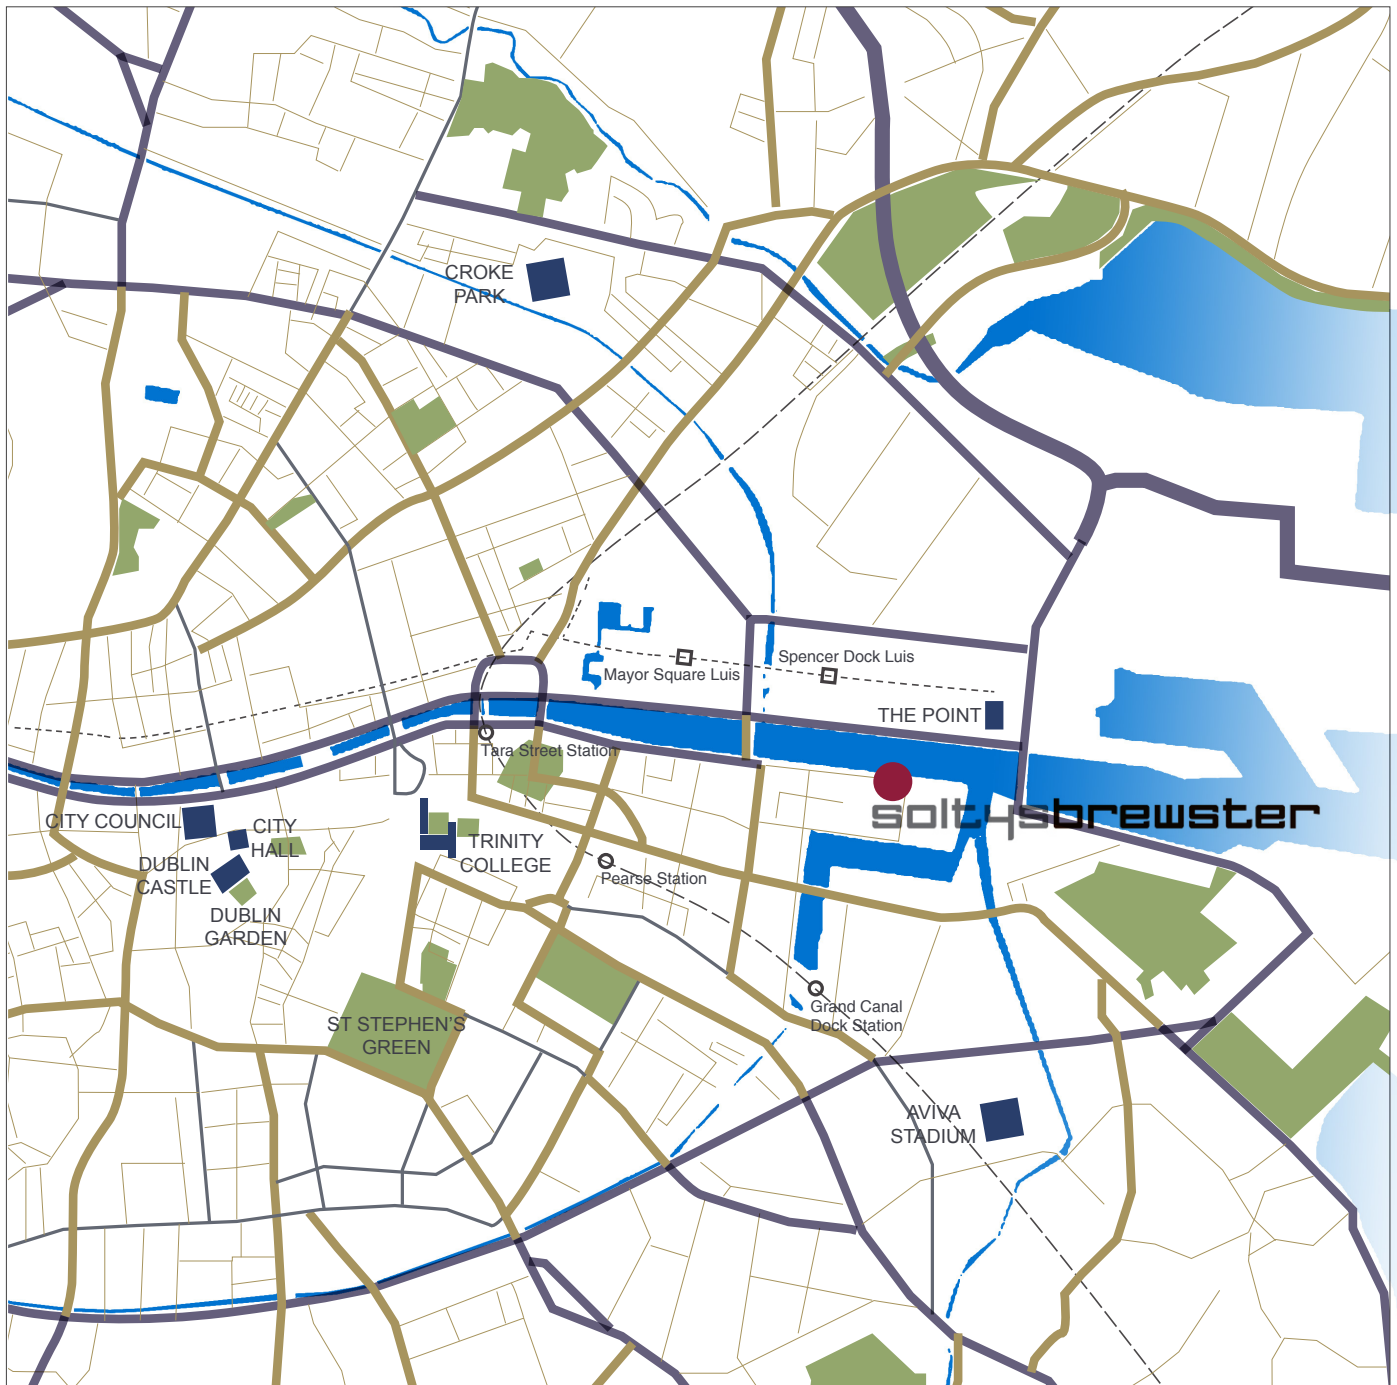 CROKE
PARK
Mayor Square Luis
Spencer Dock Luis
THE POINT
Tara Street Station
soltysbrewster
CITY COUNCIL
CITY
HALL
DUBLIN
CASTLE
TRINITY
COLLEGE
Pearse Station
DUBLIN
GARDEN
Grand Canal
Dock Station
ST STEPHEN'S
GREEN
AVIVA
STADIUM